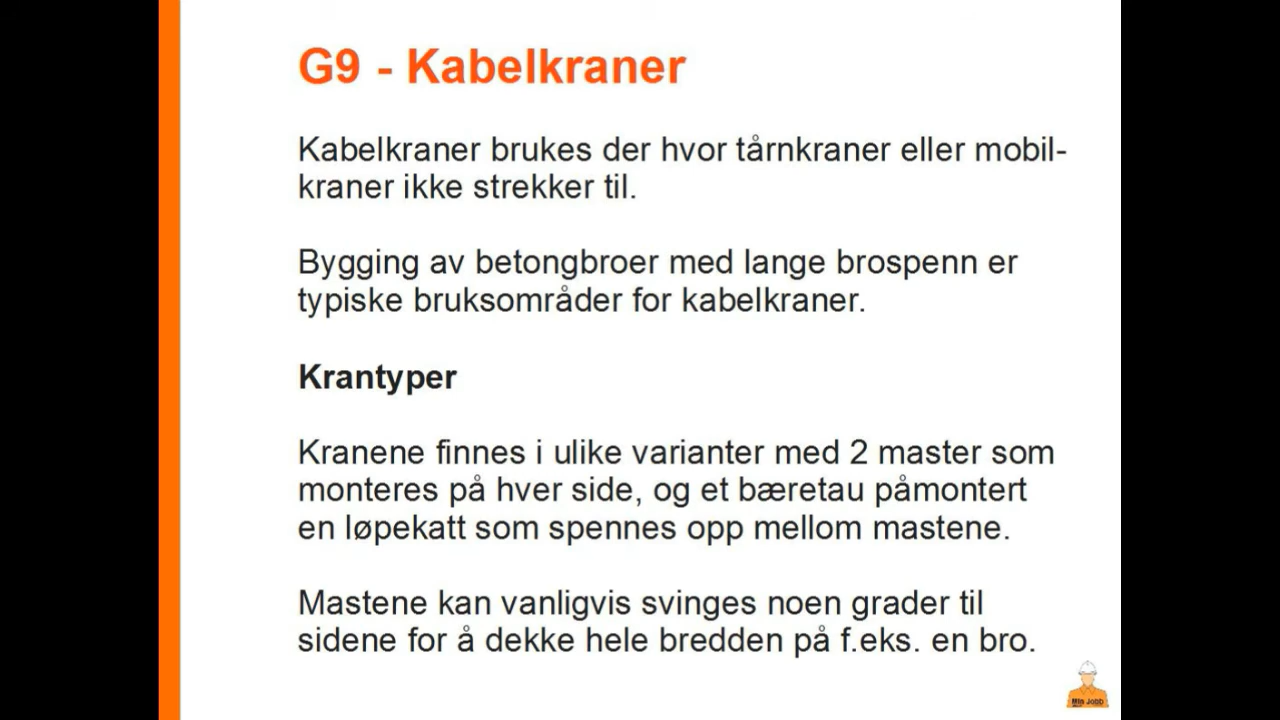 G9 - Kabelkraner
Kabelkraner brukes der hvor tårnkraner eller mobil-
kraner ikke strekker til.
Bygging av betongbroer med lange brospenn er
typiske bruksområder for kabelkraner.
Krantyper
Kranene finnes i ulike varianter med 2 master som
monteres på hver side, og et bæretau påmontert
en løpekatt som spennes opp mellom mastene.
Mastene kan vanligvis svinges noen grader til
sidene for å dekke hele bredden på f.eks. en bro.
Min Jobb